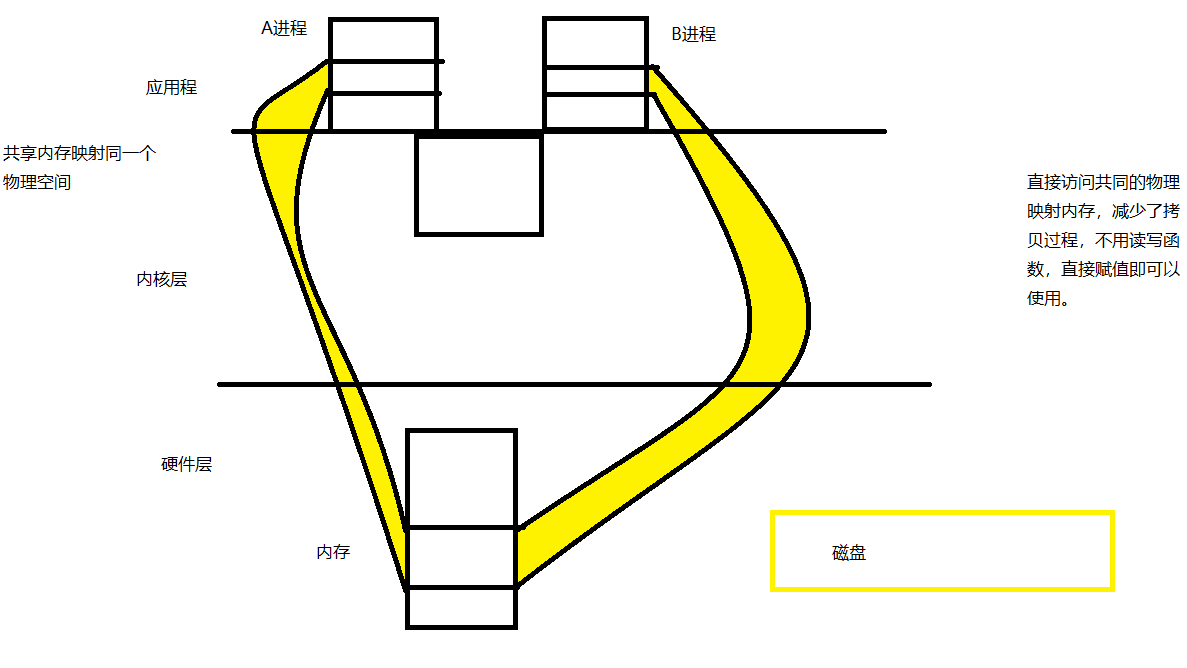 A进程
B进程
应用程
共享内存映射同一个
物理空间
直接访问共同的物理
映射内存，减少了拷
贝过程，不用读写函
数，直接赋值即可以
使用。
内核层
硬件层
内存
磁盘